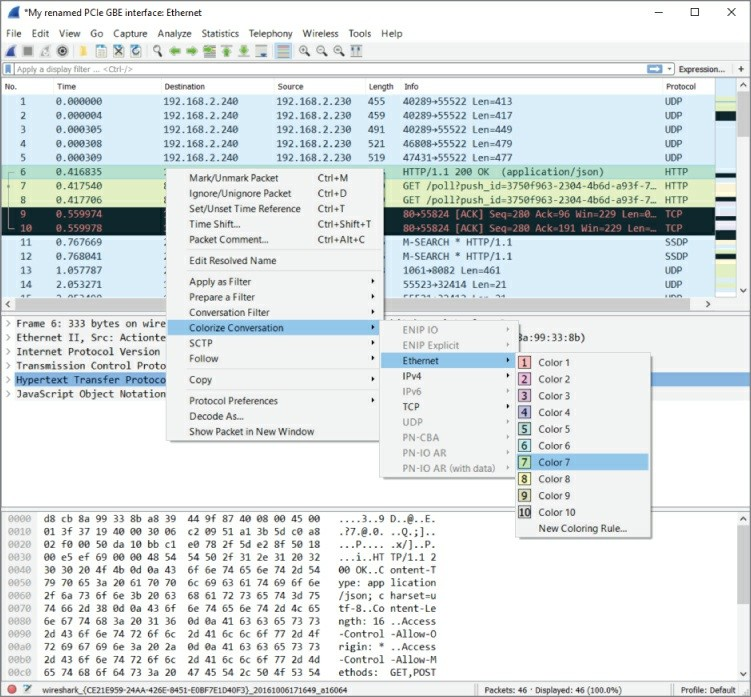 *My renamed PCIe GBE interface: Ethernet
File Edit View Go Capture Analyze Statistics Telephony Wireless Tools Help
Apply a display filter ... <Ctrl-/> Expression... +
No. Time Destination Source Length Info Protocol
1 0.000000 192.168.2.240 192.168.2.230 455 40289→55522 Len=413 UDP
2 0.000004 192.168.2.240 192.168.2.230 459 40289→55522 Len=417 UDP
3 0.000305 192.168.2.240 192.168.2.230 491 40289→55522 Len=449 UDP
4 0.000309 192.168.2.240 192.168.2.230 521 46808→55522 Len=479 UDP
5 0.000309 192.168.2.240 192.168.2.230 519 47431→55522 Len=477 UDP
6 0.416835 HTTP/1.1 200 OK (application/json) HTTP
7 0.417540 GET /poll?push_id=3750f963-2304-4b6d-a93f-7… HTTP
8 0.417706 GET /poll?push_id=3750f963-2304-4b6d-a93f-7… HTTP
9 0.559974 80→55824 [ACK] Seq=280 Ack=96 Win=229 Len=0… TCP
10 0.559978 80→55824 [ACK] Seq=280 Ack=191 Win=229 Len=… TCP
11 0.767669 M-SEARCH * HTTP/1.1 SSDP
12 0.768041 M-SEARCH * HTTP/1.1 SSDP
13 1.057787 1061→8082 Len=461 UDP
14 2.053271 55523→32414 Len=21 UDP
Mark/Unmark Packet Ctrl+M
Ignore/Unignore Packet Ctrl+D
Set/Unset Time Reference Ctrl+T
Time Shift... Ctrl+Shift+T
Packet Comment... Ctrl+Alt+C
Edit Resolved Name
Apply as Filter
Prepare a Filter
Conversation Filter
Colorize Conversation
SCTP
Follow
Copy
Protocol Preferences
Decode As...
Show Packet in New Window
ENIP IO
ENIP Explicit
Ethernet
IPv4
IPv6
TCP
UDP
PN-CBA
PN-IO AR
PN-IO AR (with data)
1 Color 1
2 Color 2
3 Color 3
4 Color 4
5 Color 5
6 Color 6
7 Color 7
8 Color 8
9 Color 9
10 Color 10
New Coloring Rule...
Frame 6: 333 bytes on wire
Ethernet II, Src: Actionte 8a:99:33:8b)
Internet Protocol Version
Transmission Control Proto
Hypertext Transfer Protoco
JavaScript Object Notation
0000 d8 cb 8a 99 33 8b a8 39 44 9f 87 40 08 00 45 00 ....3..9 D..@..E.
0010 01 3f 37 19 40 00 30 06 c2 09 51 a1 3b 5d c0 a8 .?7.@.0. ..Q.;]..
0020 02 f0 00 50 da 10 bb c1 e0 78 2f 5d e2 8f 50 18 ...P.... .x/]..P.
0030 00 e5 ef 69 00 00 48 54 54 50 2f 31 2e 31 20 32 ...i..HT TP/1.1 2
0040 30 30 20 4f 4b 0d 0a 43 6f 6e 74 65 6e 74 2d 54 00 OK..C ontent-T
0050 79 70 65 3a 20 61 70 70 6c 69 63 61 74 69 6f 6e ype: app lication
0060 2f 6a 73 6f 6e 3b 20 63 68 61 72 73 65 74 3d 75 /json; c harset=u
0070 74 66 2d 38 0d 0a 43 6f 6e 74 65 6e 74 2d 4c 65 tf-8..Co ntent-Le
0080 6e 67 74 68 3a 20 31 36 0d 0a 41 63 63 65 73 73 ngth: 16 ..Access
0090 2d 43 6f 6e 74 72 6f 6c 2d 41 6c 6c 6f 77 2d 4f -Control -Allow-O
00a0 72 69 67 69 6e 3a 20 2a 0d 0a 41 63 63 65 73 73 rigin: * ..Access
00b0 2d 43 6f 6e 74 72 6f 6c 2d 41 6c 6c 6f 77 2d 4d -Control -Allow-M
00c0 65 74 68 6f 64 73 3a 20 47 45 54 2c 50 4f 53 54 ethods: GET,POST
wireshark_{CE21E959-24AA-426E-8451-E0BF7E1D40F3}_20161006171649_a16064 Packets: 46 · Displayed: 46 (100.0%) Profile: Default